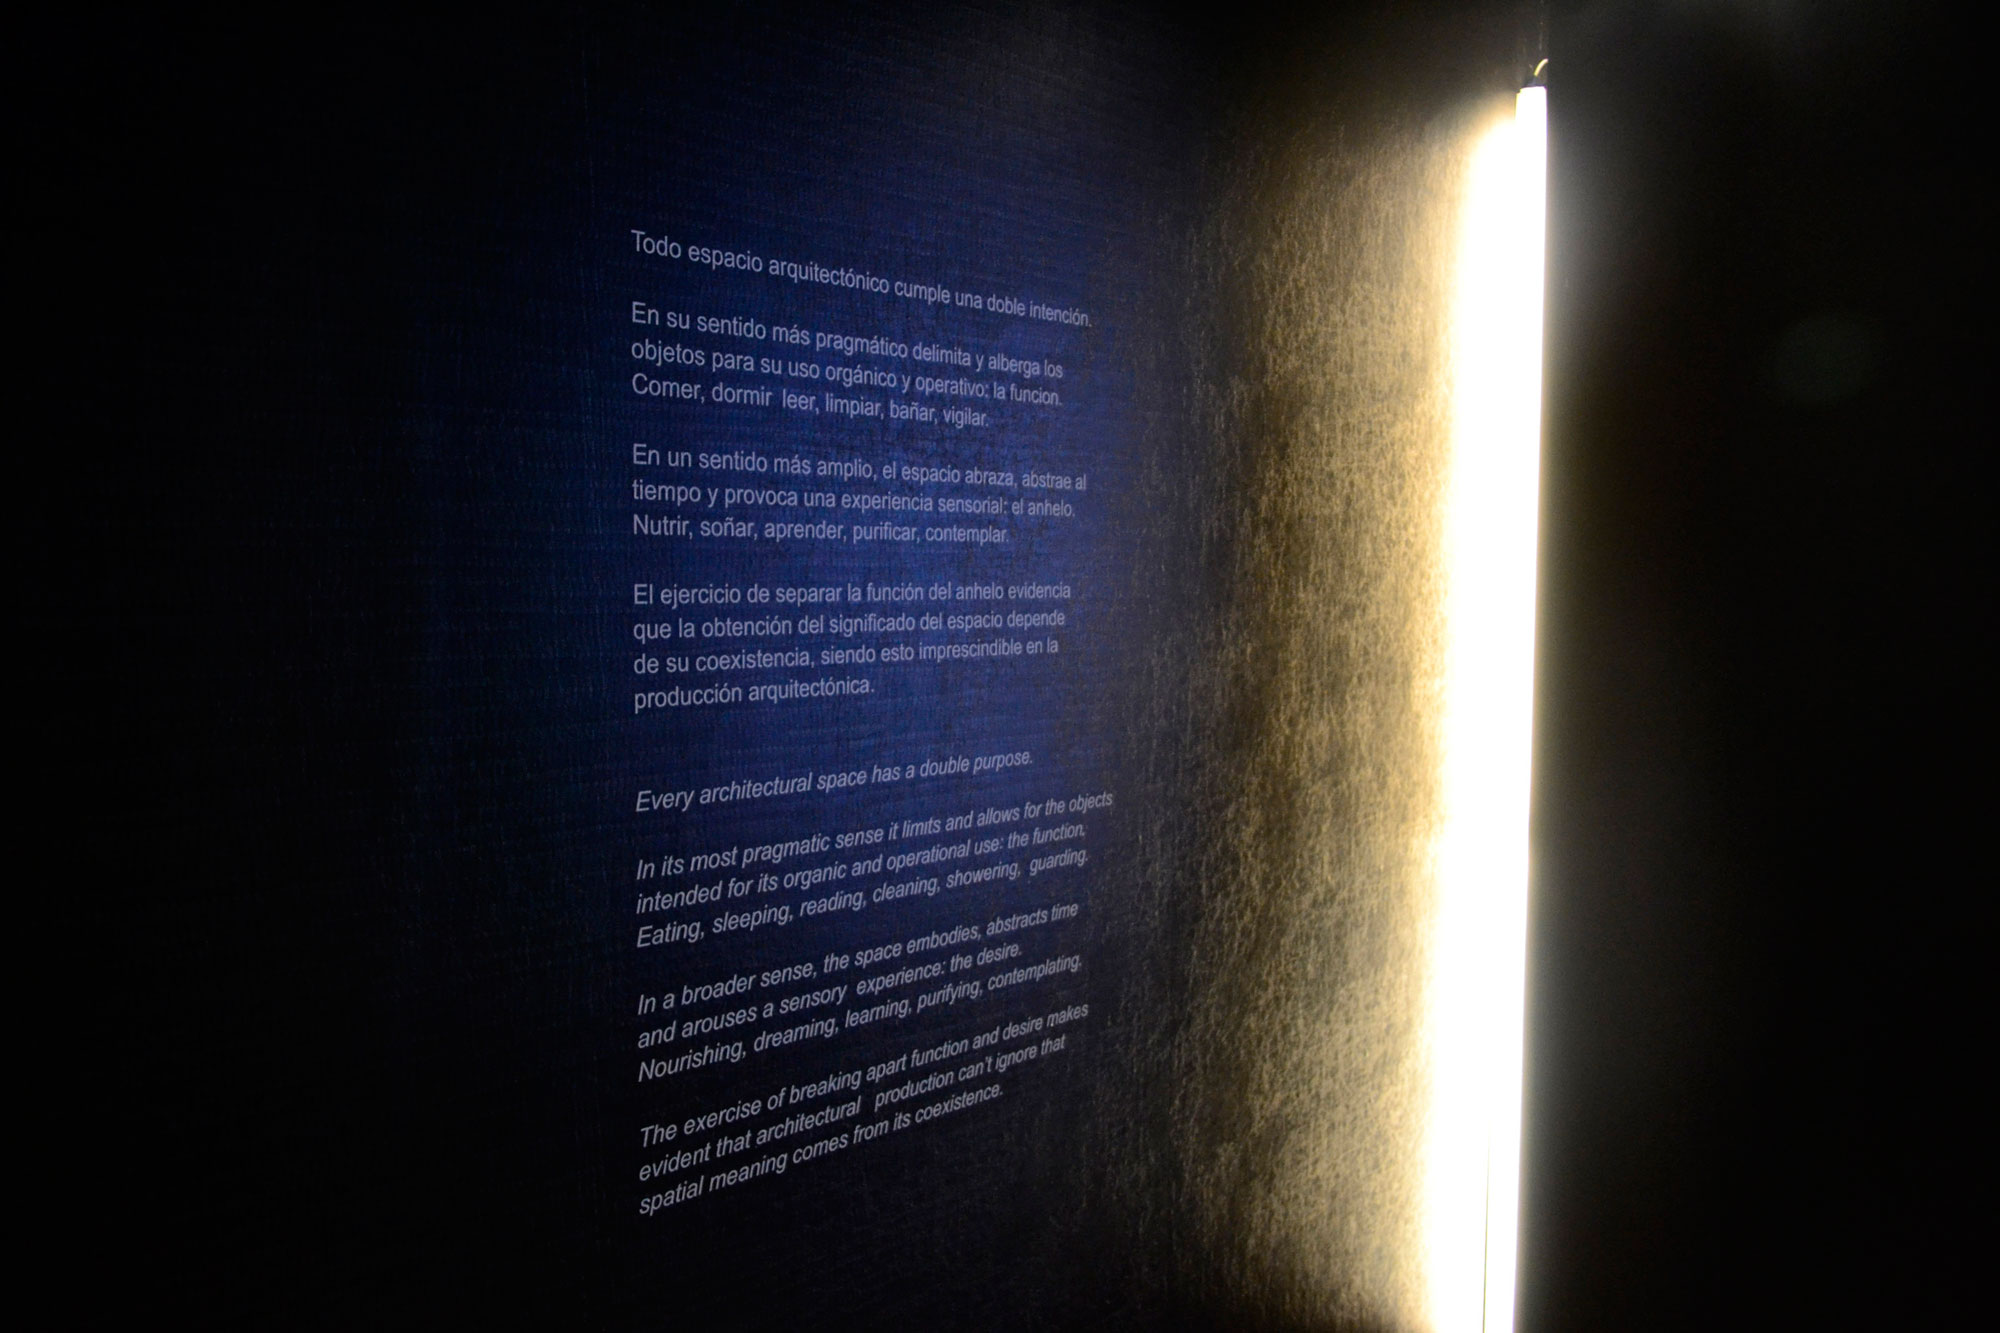 Todo espacio arquitectónico cumple una doble intención.
En su sentido más pragmático delimita y alberga los
objetos para su uso orgánico y operativo: la funcion.
Comer, dormir leer, limpiar, bañar, vigilar.
En un sentido más amplio, el espacio abraza, abstrae al
tiempo y provoca una experiencia sensorial: el anhelo.
Nutrir, soñar, aprender, purificar, contemplar.
El ejercicio de separar la función del anhelo evidencia
que la obtención del significado del espacio depende
de su coexistencia, siendo esto imprescindible en la
producción arquitectónica.
Every architectural space has a double purpose.
In its most pragmatic sense it limits and allows for the objects
intended for its organic and operational use: the function.
Eating, sleeping, reading, cleaning, showering, guarding.
In a broader sense, the space embodies, abstracts time
and arouses a sensory experience: the desire.
Nourishing, dreaming, learning, purifying, contemplating.
The exercise of breaking apart function and desire makes
evident that architectural production can't ignore that
spatial meaning comes from its coexistence.